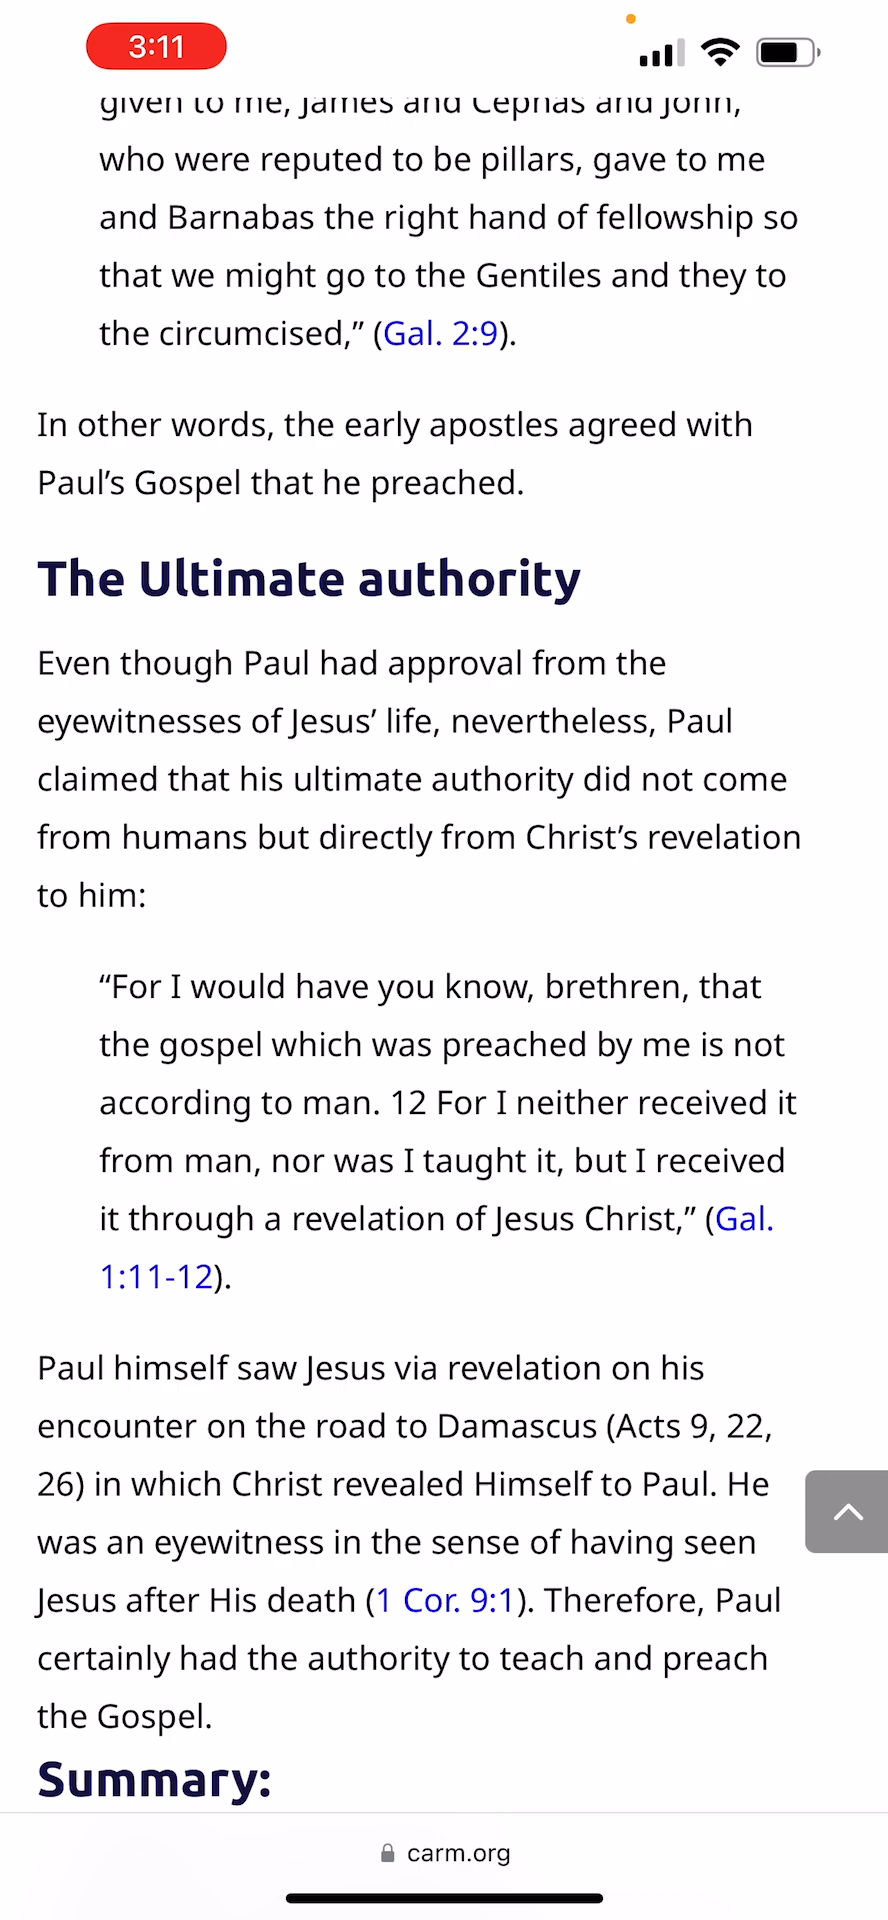 3:11
given to me, James and Cephas and John,
who were reputed to be pillars, gave to me
and Barnabas the right hand of fellowship so
that we might go to the Gentiles and they to
the circumcised,” (Gal. 2:9).
In other words, the early apostles agreed with
Paul’s Gospel that he preached.
The Ultimate authority
Even though Paul had approval from the
eyewitnesses of Jesus’ life, nevertheless, Paul
claimed that his ultimate authority did not come
from humans but directly from Christ’s revelation
to him:
“For I would have you know, brethren, that
the gospel which was preached by me is not
according to man. 12 For I neither received it
from man, nor was I taught it, but I received
it through a revelation of Jesus Christ,” (Gal.
1:11-12).
Paul himself saw Jesus via revelation on his
encounter on the road to Damascus (Acts 9, 22,
26) in which Christ revealed Himself to Paul. He
was an eyewitness in the sense of having seen
Jesus after His death (1 Cor. 9:1). Therefore, Paul
certainly had the authority to teach and preach
the Gospel.
Summary:
carm.org